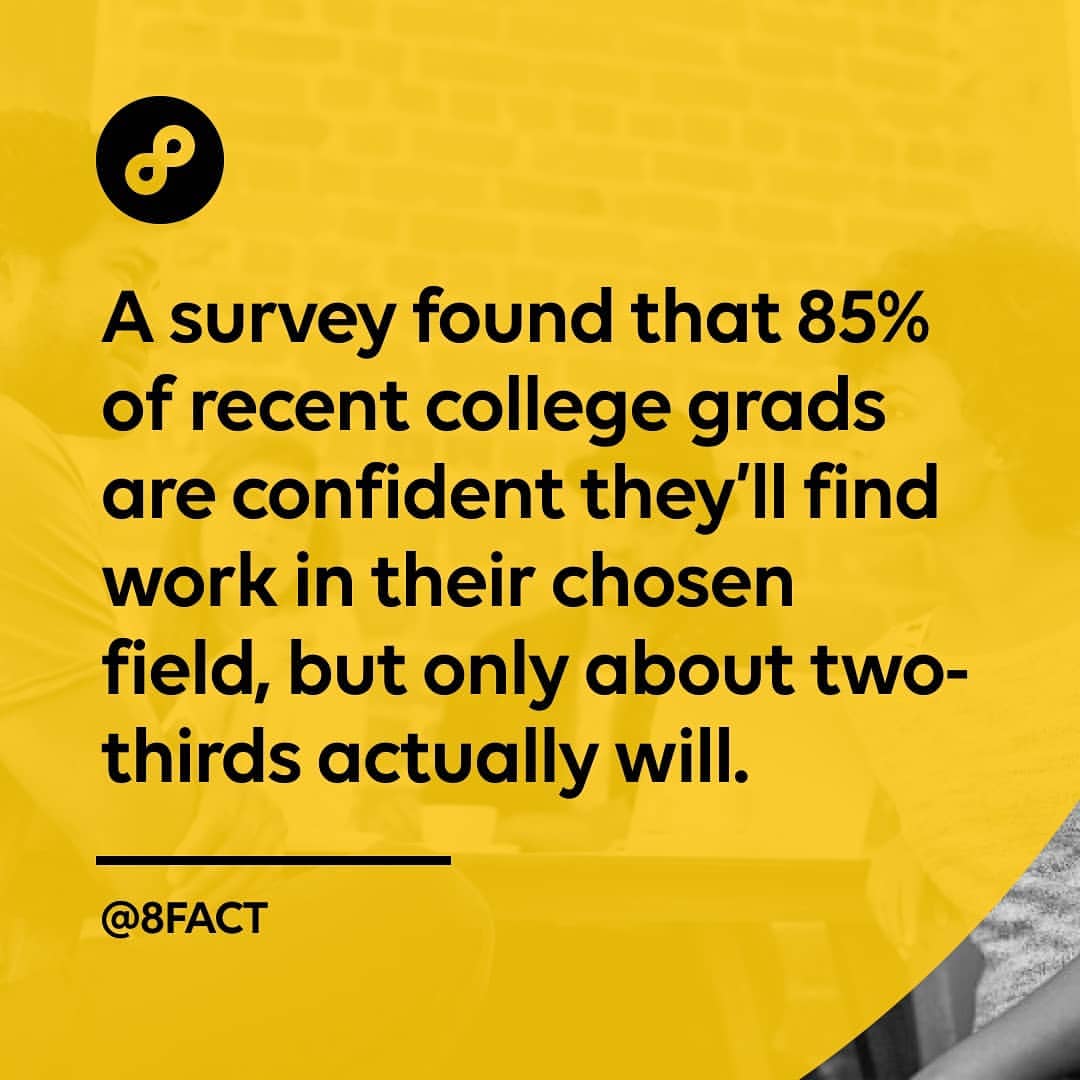 A survey found that 85%
of recent college grads
are confident they’ll find
work in their chosen
field, but only about two-
thirds actually will.
@8FACT